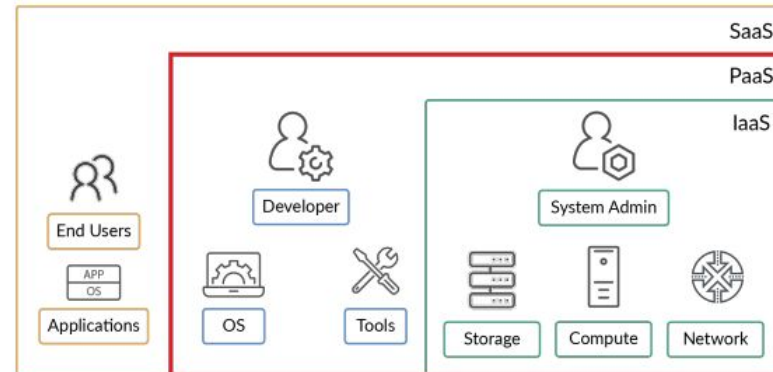 SaaS
PaaS
IaaS
Developer
System Admin
End Users
APP
OS
Applications
OS
Tools
Storage
Compute
Network